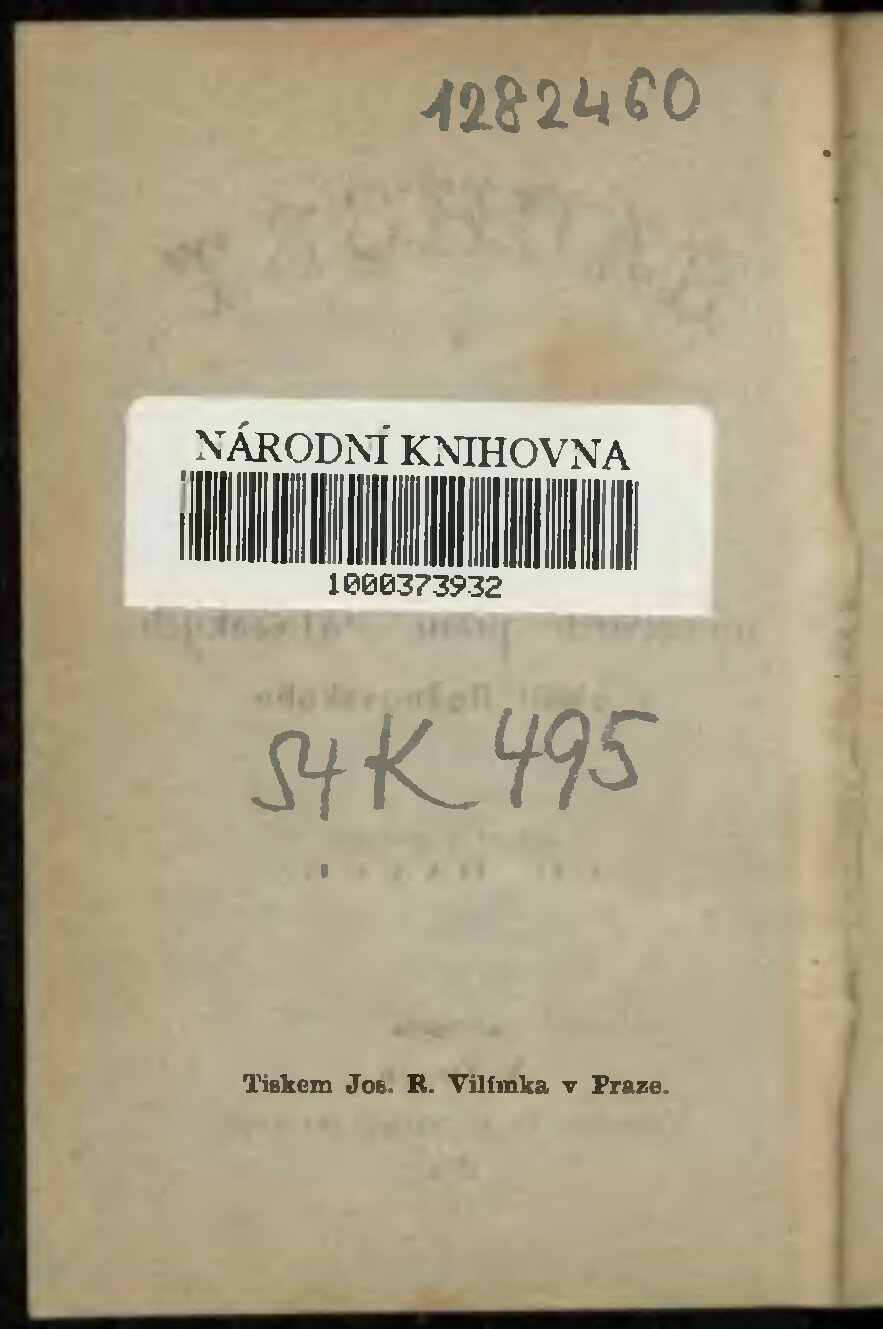 1282460
NÁRODNÍ KNIHOVNA
1000373932
54 K 495
Tiskem Jos. R. Vilímka v Praze.